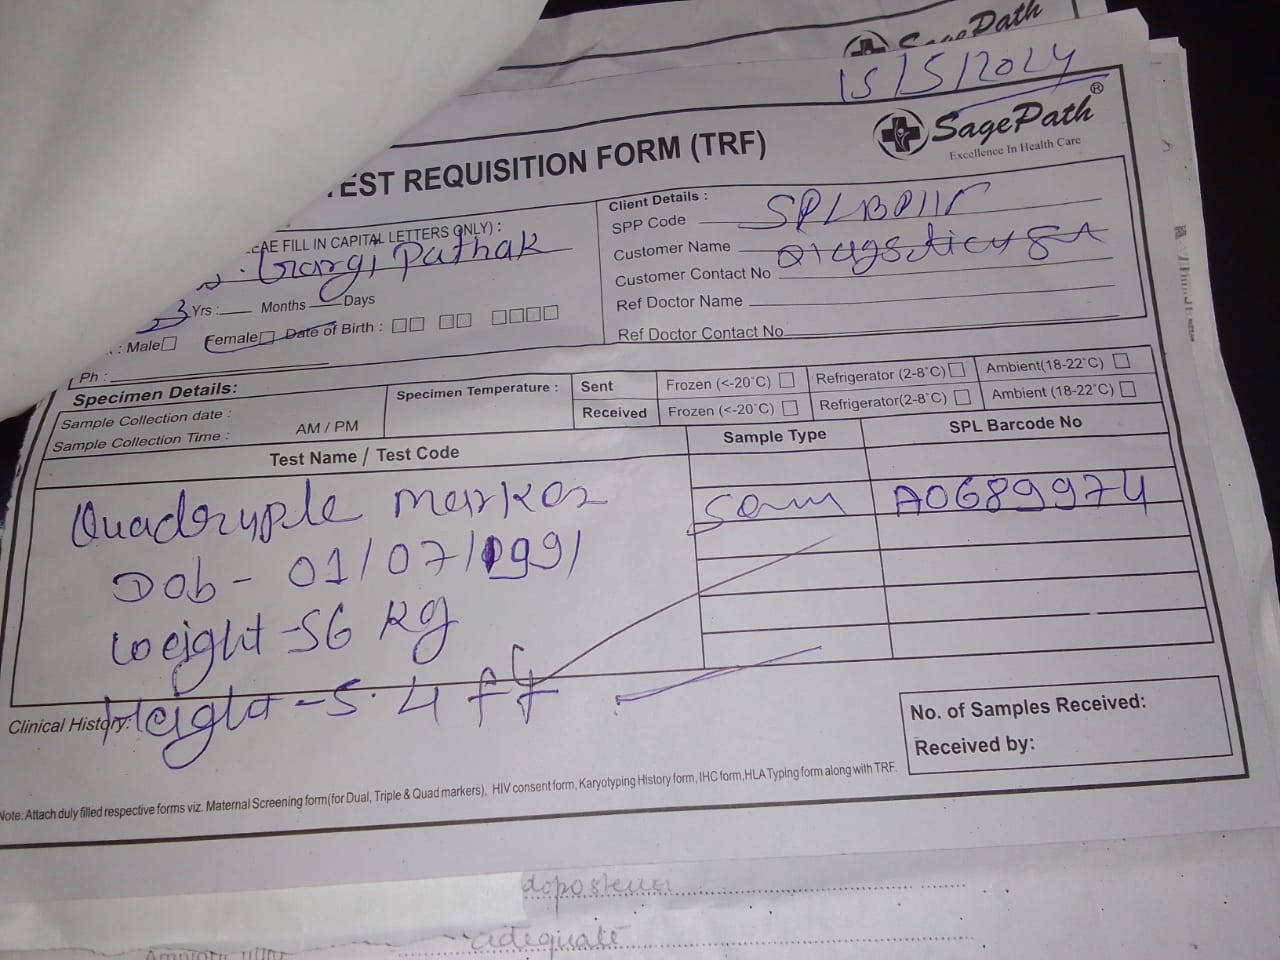 SagePath
15/5/2024
SagePath®
Excellence In Health Care
TEST REQUISITION FORM (TRF)
EAE FILL IN CAPITAL LETTERS ONLY) :
Gargi Pathak
Yrs : Months Days
: Male Female Date of Birth :
Ph :
Client Details :
SPP Code
Customer Name
Customer Contact No
Ref Doctor Name
Ref Doctor Contact No
Specimen Details:
Sample Collection date :
Sample Collection Time : AM / PM
Specimen Temperature :
Sent Frozen (<-20°C) Refrigerator (2-8°C) Ambient(18-22°C)
Received Frozen (<-20°C) Refrigerator(2-8°C) Ambient (18-22°C)
Test Name / Test Code Sample Type SPL Barcode No
Quadruple marker
A0689974
Dob - 01/07/1991
Weight - 56 kg
Height - 5.4 ft
Clinical History:
No. of Samples Received:
Received by:
Note: Attach duly filled respective forms viz. Maternal Screening form(for Dual, Triple & Quad markers), HIV consent form, Karyotyping History form, IHC form, HLA Typing form along with TRF.
adequate